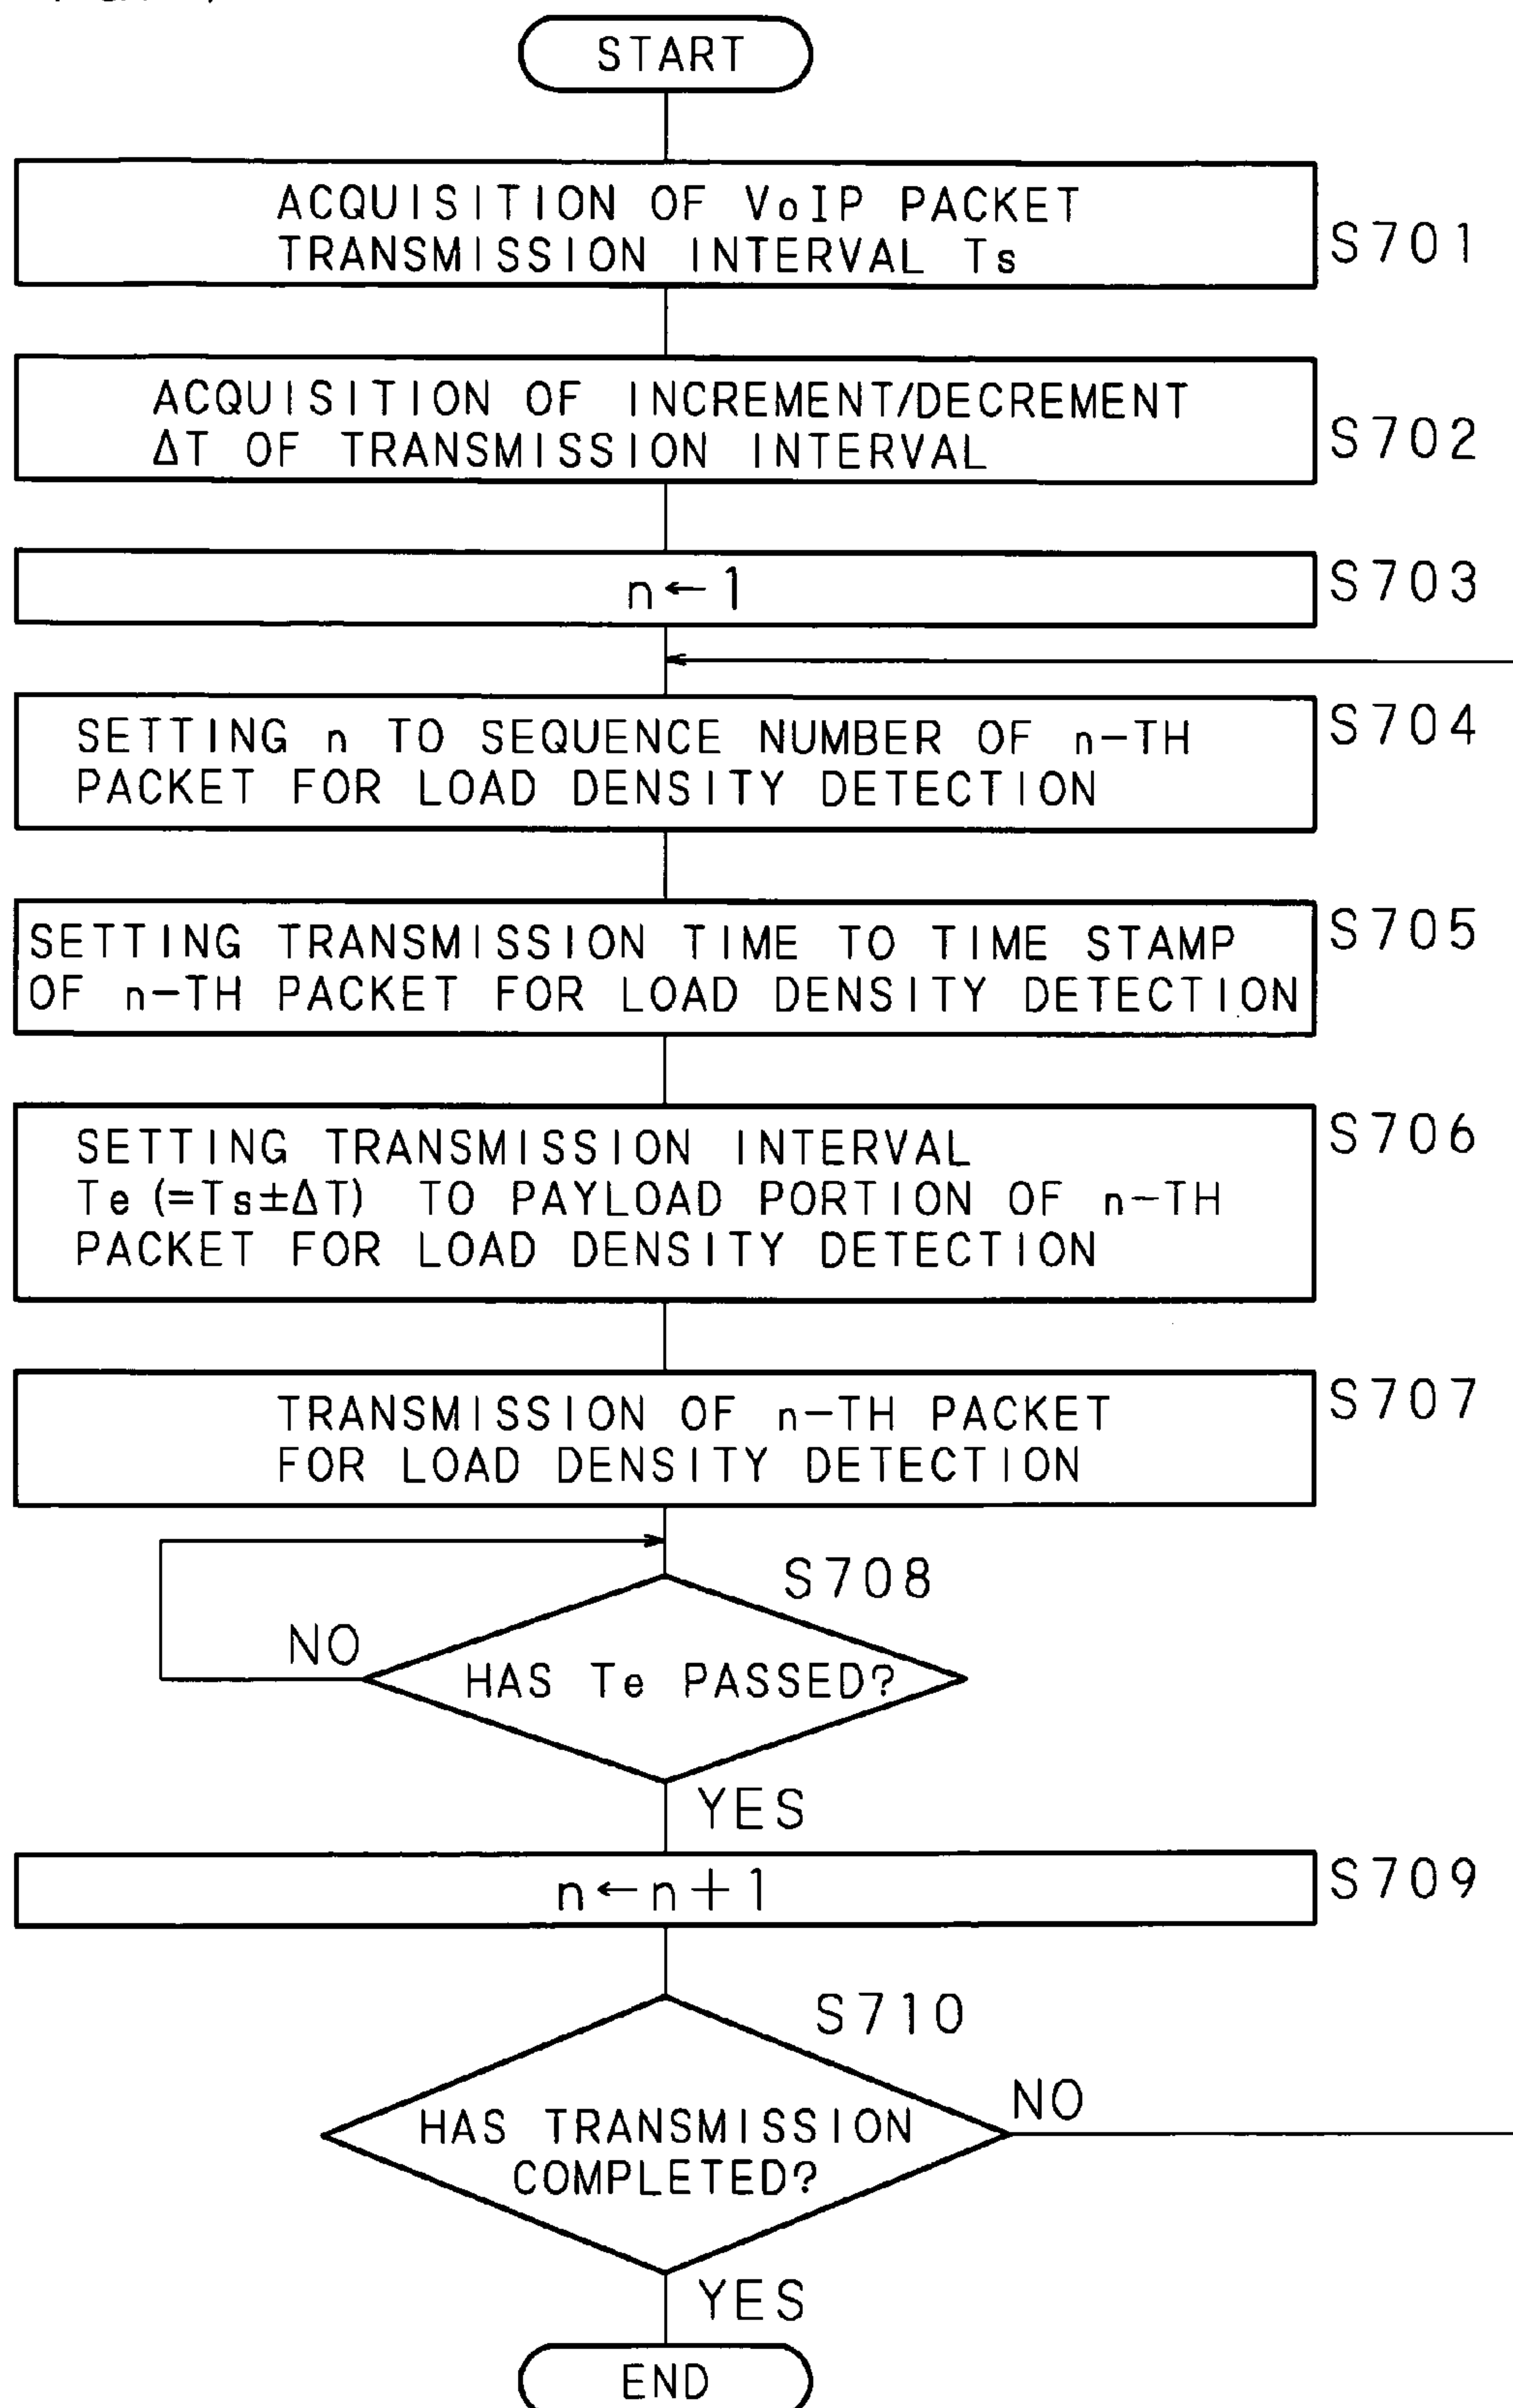 START
ACQUISITION OF VoIP PACKET
TRANSMISSION INTERVAL Ts
S701
ACQUISITION OF INCREMENT/DECREMENT
ΔT OF TRANSMISSION INTERVAL
S702
n←1
S703
SETTING n TO SEQUENCE NUMBER OF n-TH
PACKET FOR LOAD DENSITY DETECTION
S704
SETTING TRANSMISSION TIME TO TIME STAMP
OF n-TH PACKET FOR LOAD DENSITY DETECTION
S705
SETTING TRANSMISSION INTERVAL
Te (=Ts±ΔT) TO PAYLOAD PORTION OF n-TH
PACKET FOR LOAD DENSITY DETECTION
S706
TRANSMISSION OF n-TH PACKET
FOR LOAD DENSITY DETECTION
S707
S708
NO
HAS Te PASSED?
YES
n←n+1
S709
S710
NO
HAS TRANSMISSION
COMPLETED?
YES
END